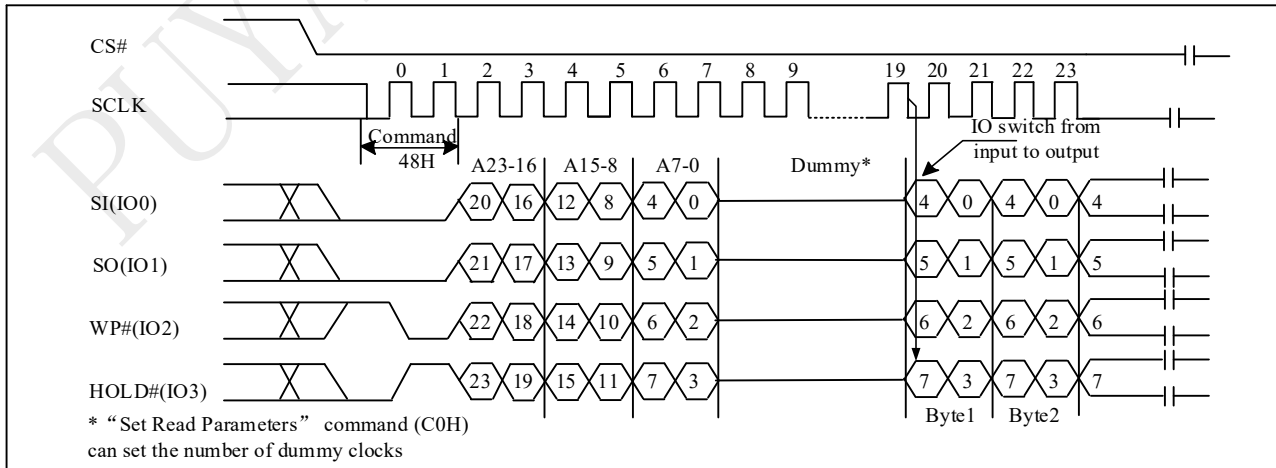 PUYA
CS#
0 1 2 3 4 5 6 7 8 9 19 20 21 22 23
SCLK
Command
48H
IO switch from
input to output
A23-16 A15-8 A7-0 Dummy*
SI(IO0) 20 16 12 8 4 0 4 0 4 0 4
SO(IO1) 21 17 13 9 5 1 5 1 5 1 5
WP#(IO2) 22 18 14 10 6 2 6 2 6 2 6
HOLD#(IO3) 23 19 15 11 7 3 7 3 7 3 7
Byte1 Byte2
* “Set Read Parameters” command (C0H)
can set the number of dummy clocks